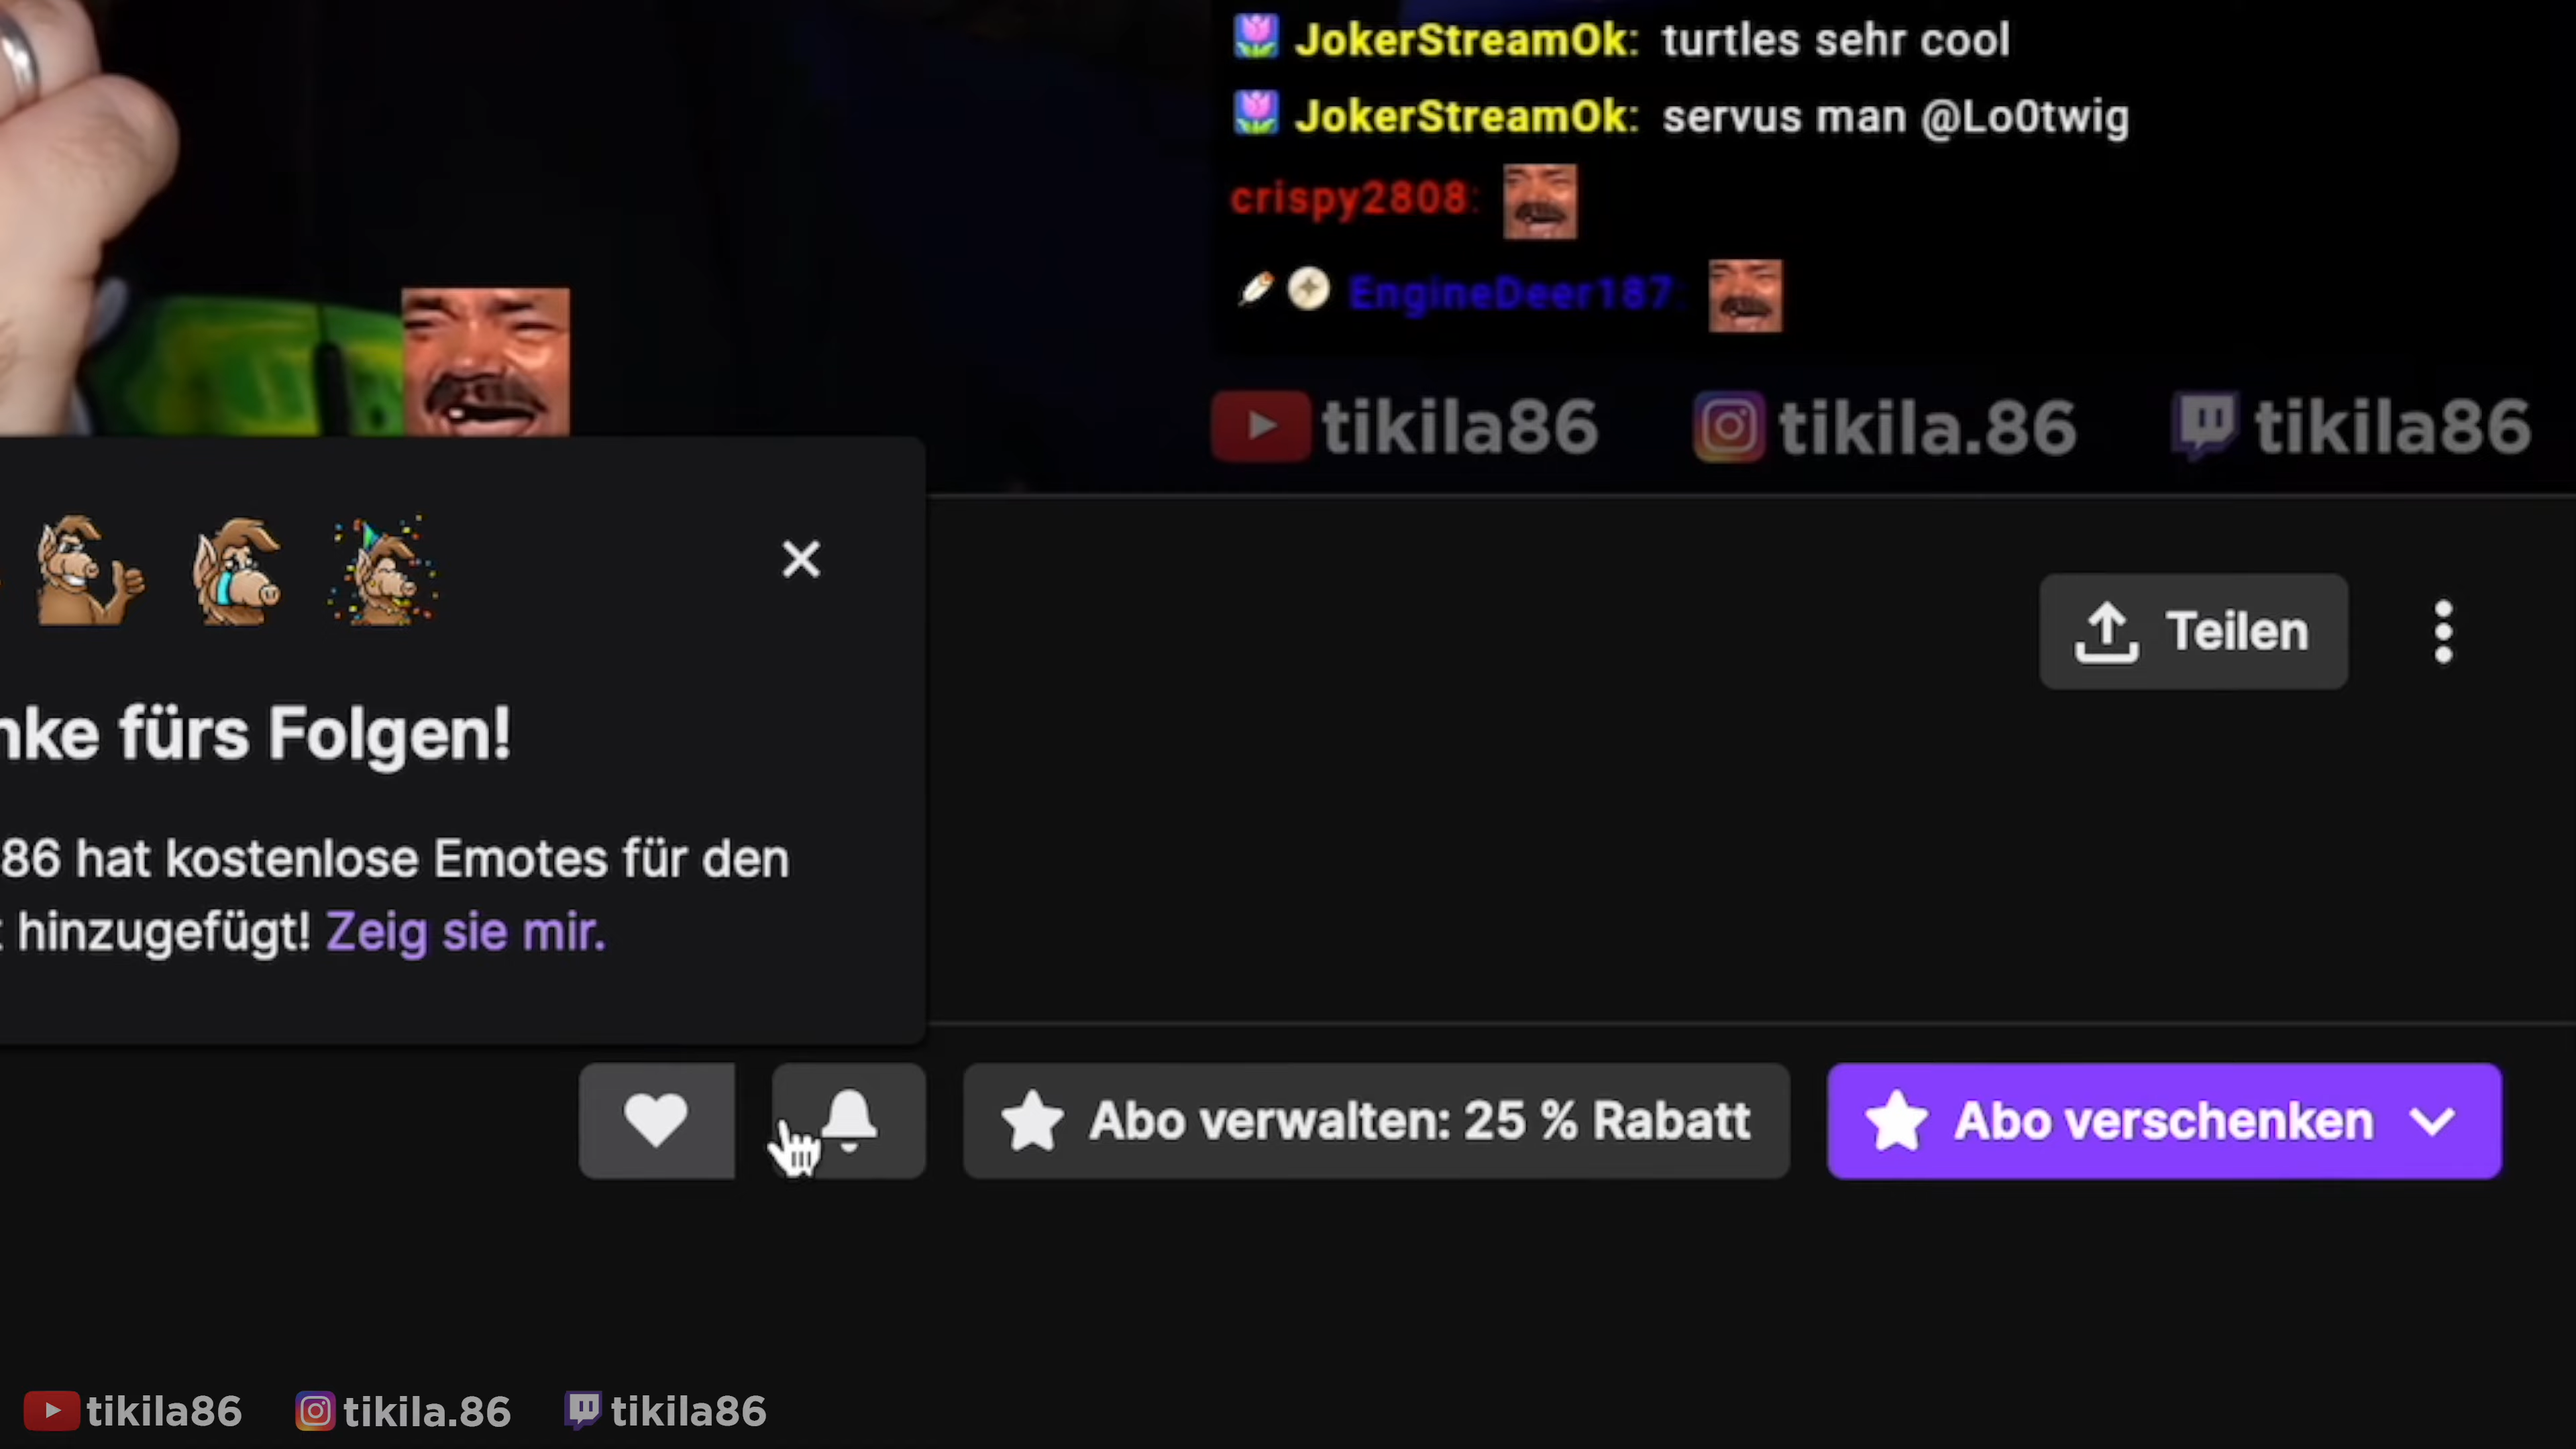 JokerStreamOk: turtles sehr cool
JokerStreamOk: servus man @Lo0twig
crispy2808:
EngineDeer187:
tikila86 tikila.86 tikila86
nke fürs Folgen!
86 hat kostenlose Emotes für den
hinzugefügt! Zeig sie mir.
Teilen
Abo verwalten: 25 % Rabatt
Abo verschenken
tikila86 tikila.86 tikila86